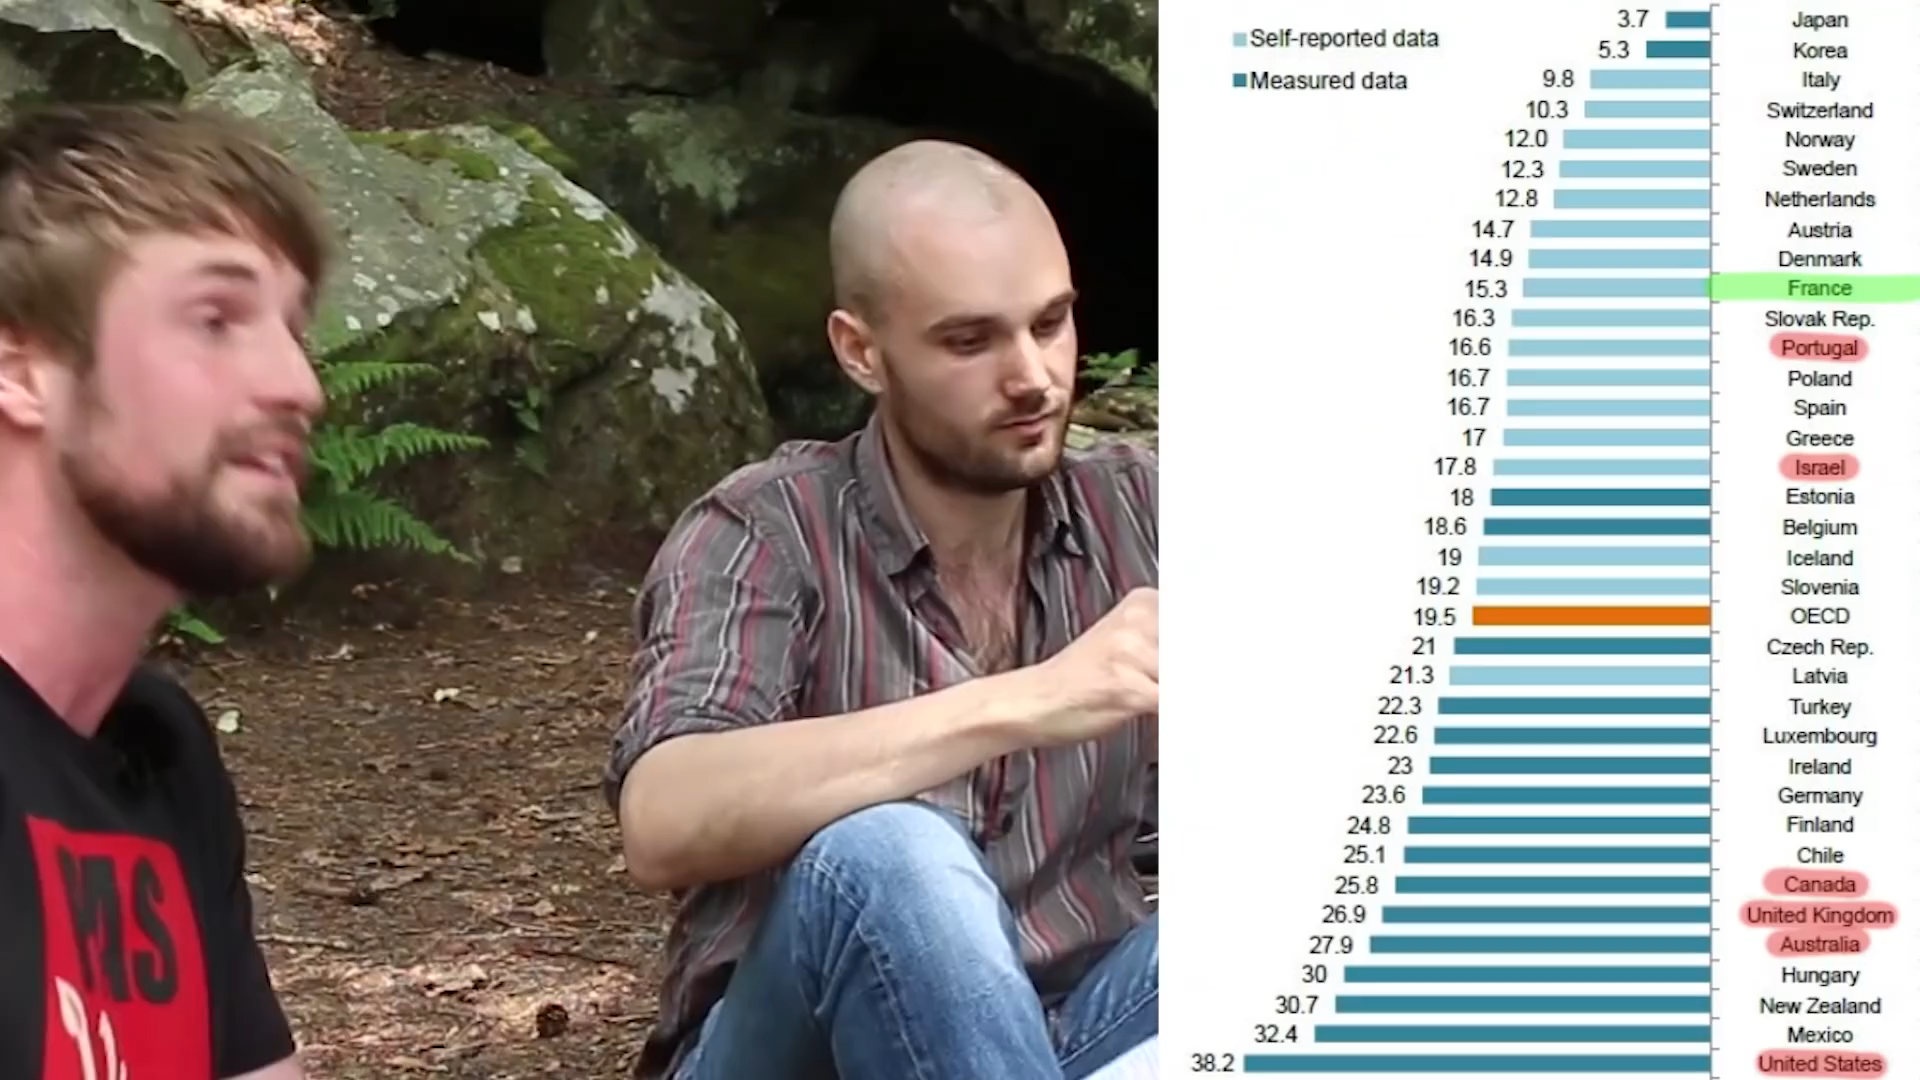 Self-reported data
Measured data
3.7 Japan
5.3 Korea
9.8 Italy
10.3 Switzerland
12.0 Norway
12.3 Sweden
12.8 Netherlands
14.7 Austria
14.9 Denmark
15.3 France
16.3 Slovak Rep.
16.6 Portugal
16.7 Poland
16.7 Spain
17 Greece
17.8 Israel
18 Estonia
18.6 Belgium
19 Iceland
19.2 Slovenia
19.5 OECD
21 Czech Rep.
21.3 Latvia
22.3 Turkey
22.6 Luxembourg
23 Ireland
23.6 Germany
24.8 Finland
25.1 Chile
25.8 Canada
26.9 United Kingdom
27.9 Australia
30 Hungary
30.7 New Zealand
32.4 Mexico
38.2 United States